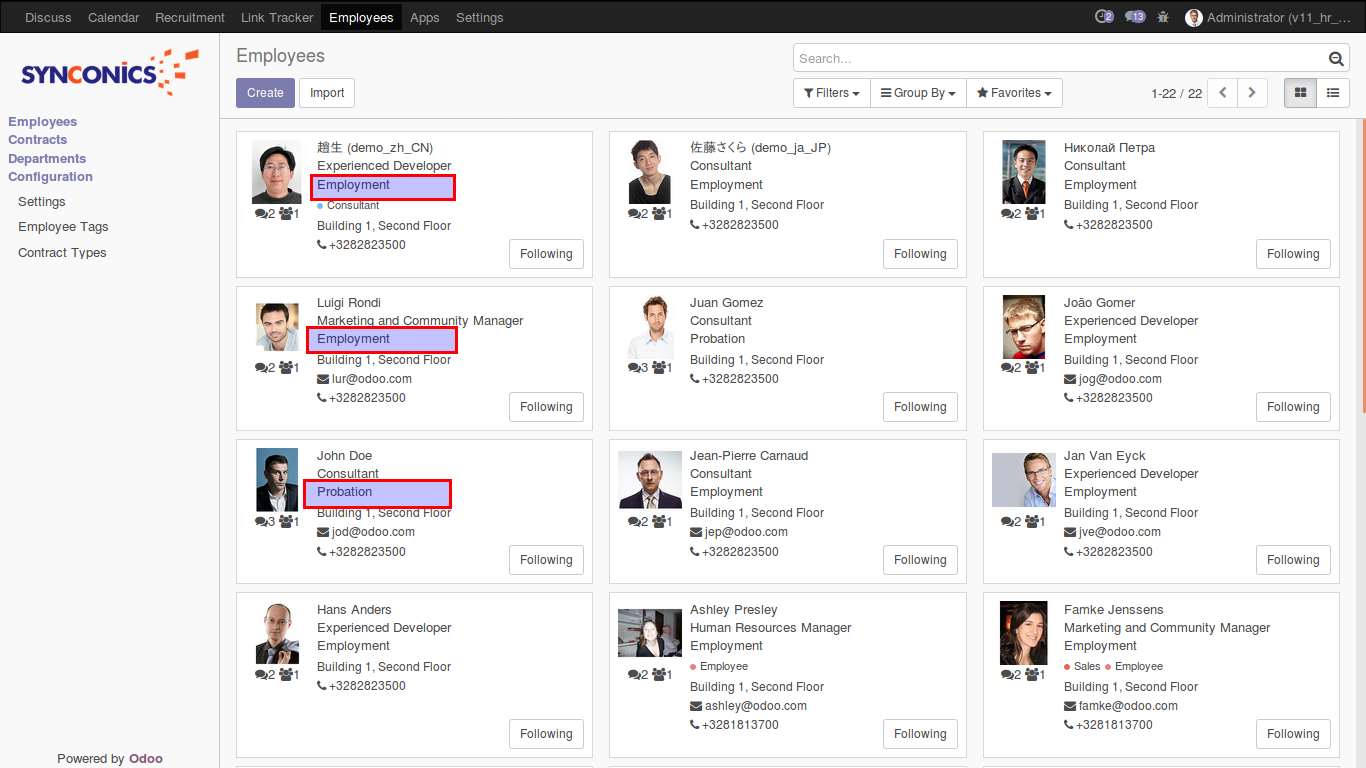 Discuss Calendar Recruitment Link Tracker Employees Apps Settings 2 13 Administrator (v11_hr_...
SYNCONICS
Employees
Contracts
Departments
Configuration
Settings
Employee Tags
Contract Types
Powered by Odoo
Employees
Search...
Create Import
Filters Group By Favorites 1-22 / 22
趙生 (demo_zh_CN)
Experienced Developer
Employment
Consultant
Building 1, Second Floor
+3282823500
2 1
Following
佐藤さくら (demo_ja_JP)
Consultant
Employment
Building 1, Second Floor
+3282823500
2 1
Following
Николай Петра
Consultant
Employment
Building 1, Second Floor
+3282823500
2 1
Following
Luigi Rondi
Marketing and Community Manager
Employment
Building 1, Second Floor
lur@odoo.com
+3282823500
2 1
Following
Juan Gomez
Consultant
Probation
Building 1, Second Floor
+3282823500
3 1
Following
João Gomer
Experienced Developer
Employment
Building 1, Second Floor
jog@odoo.com
+3282823500
2 1
Following
John Doe
Consultant
Probation
Building 1, Second Floor
jod@odoo.com
+3282823500
3 1
Following
Jean-Pierre Carnaud
Consultant
Employment
Building 1, Second Floor
jep@odoo.com
+3282823500
2 1
Following
Jan Van Eyck
Experienced Developer
Employment
Building 1, Second Floor
jve@odoo.com
+3282823500
2 1
Following
Hans Anders
Experienced Developer
Employment
Building 1, Second Floor
+3282823500
2 1
Following
Ashley Presley
Human Resources Manager
Employment
Employee
Building 1, Second Floor
ashley@odoo.com
+3281813700
2 1
Following
Famke Jenssens
Marketing and Community Manager
Employment
Sales Employee
Building 1, Second Floor
famke@odoo.com
+3281813700
2 1
Following